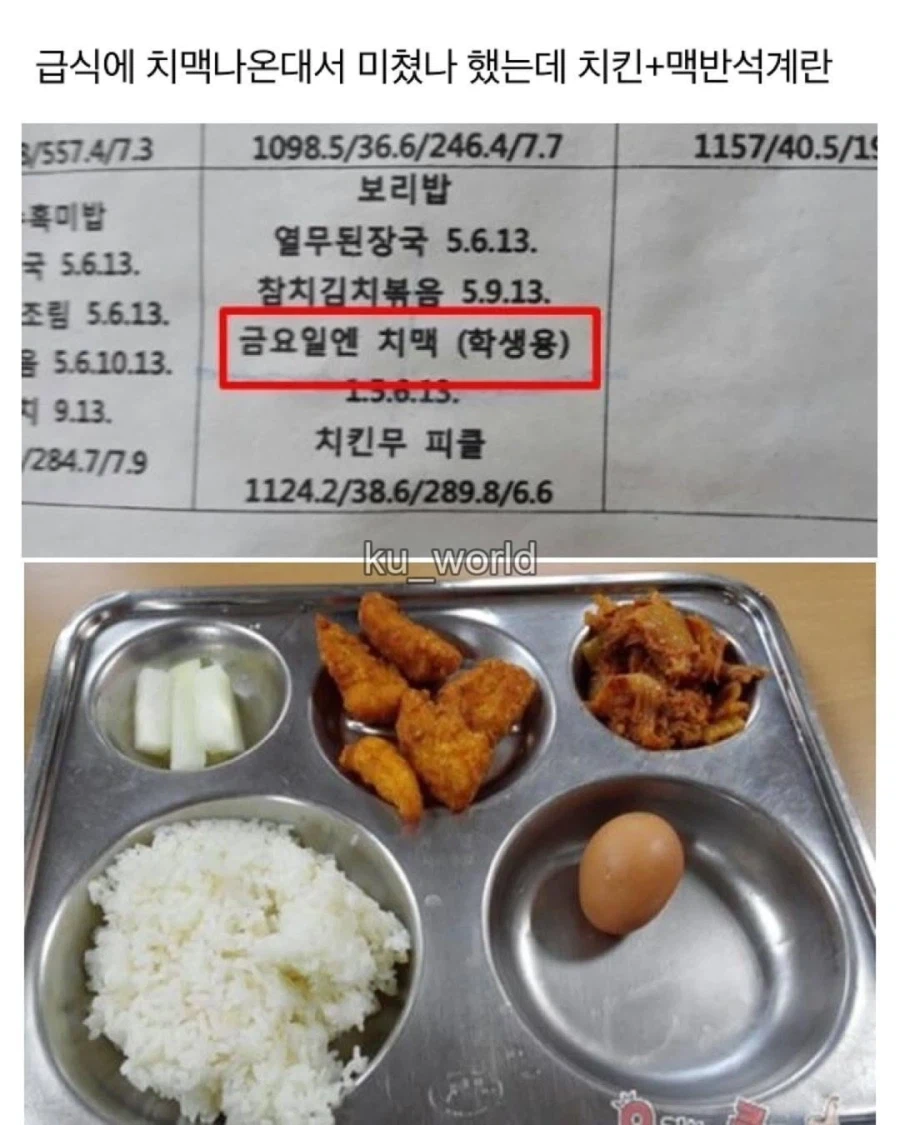 급식에 치맥나온대서 미쳤나 했는데 치킨+맥반석계란
/557.4/7.3
1098.5/36.6/246.4/7.7
1157/40.5/19
보리밥
흑미밥
열무된장국 5.6.13.
국 5.6.13.
참치김치볶음 5.9.13.
조림 5.6.13.
금요일엔 치맥 (학생용)
5.6.10.13.
1.5.6.13.
9.13.
치킨무 피클
/284.7/7.9
1124.2/38.6/289.8/6.6
ku_world